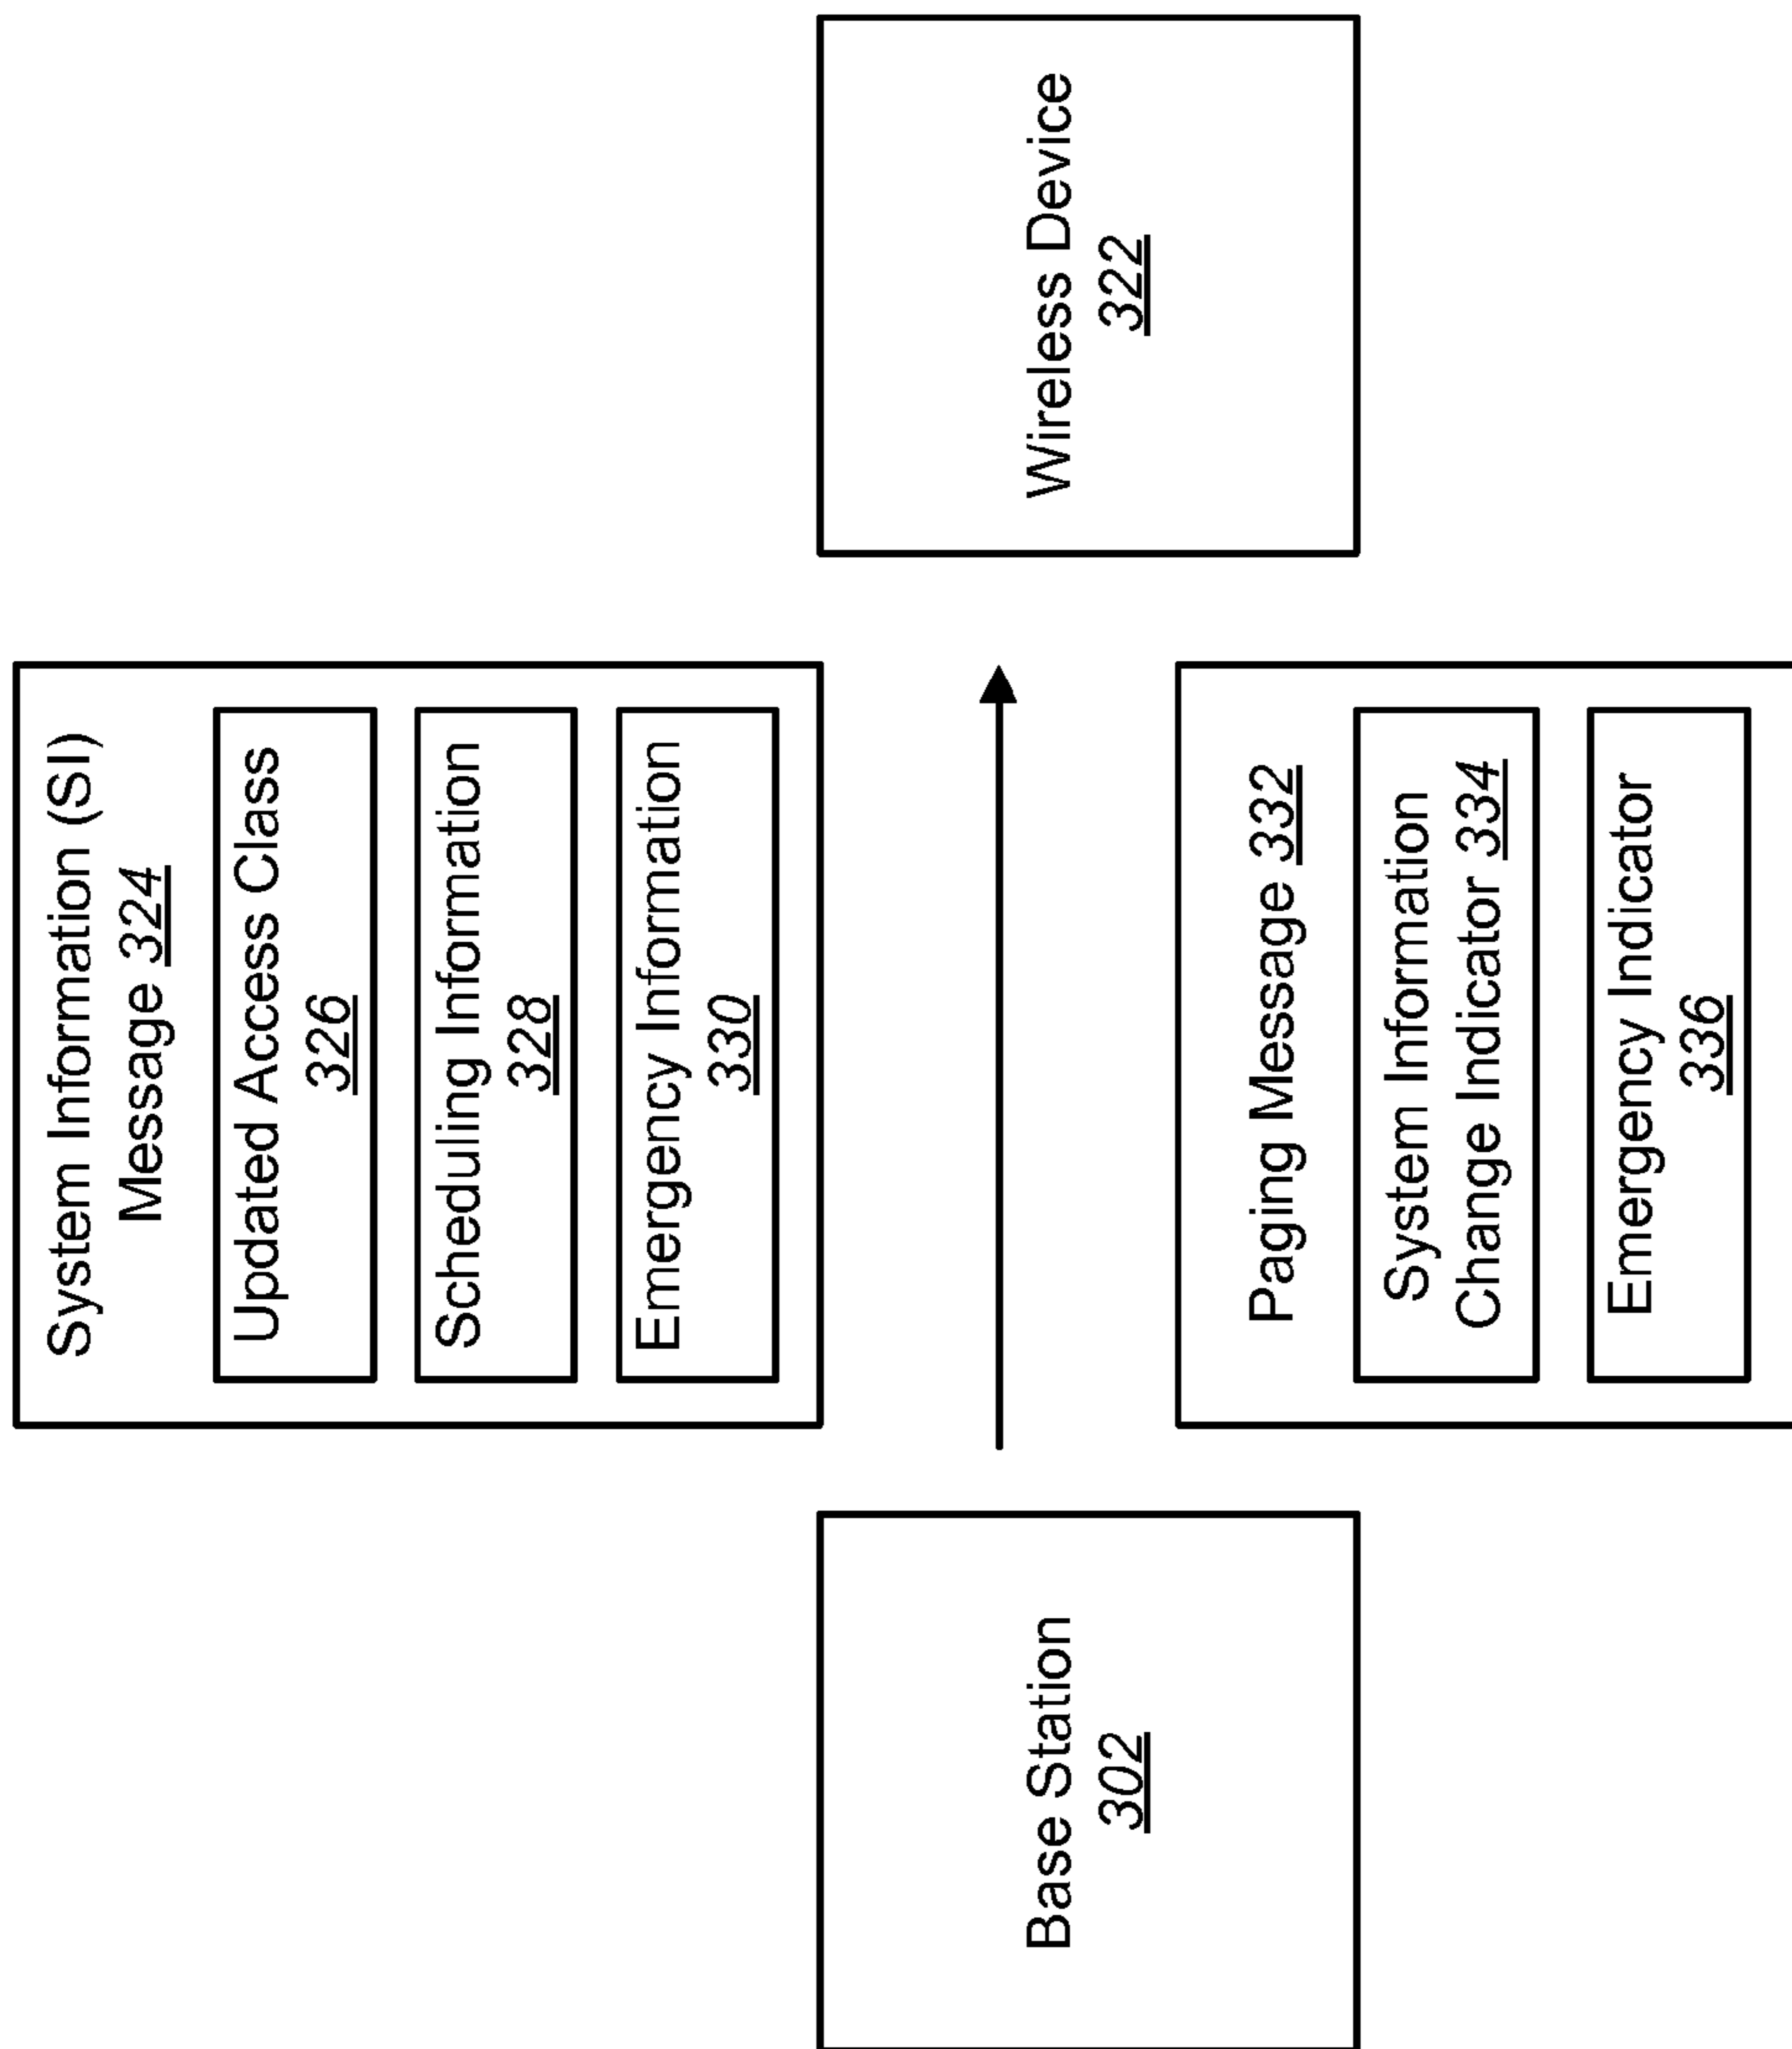 System Information (SI)
Message 324
Updated Access Class
326
Scheduling Information
328
Emergency Information
330
Base Station
302
Wireless Device
322
Paging Message 332
System Information
Change Indicator 334
Emergency Indicator
336